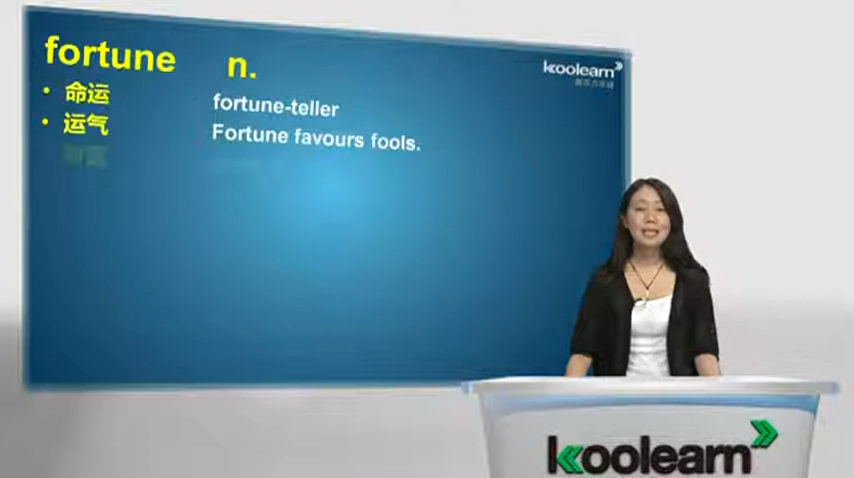 fortune n.
• 命运
fortune-teller
• 运气
Fortune favours fools.
koolearn
koolearn